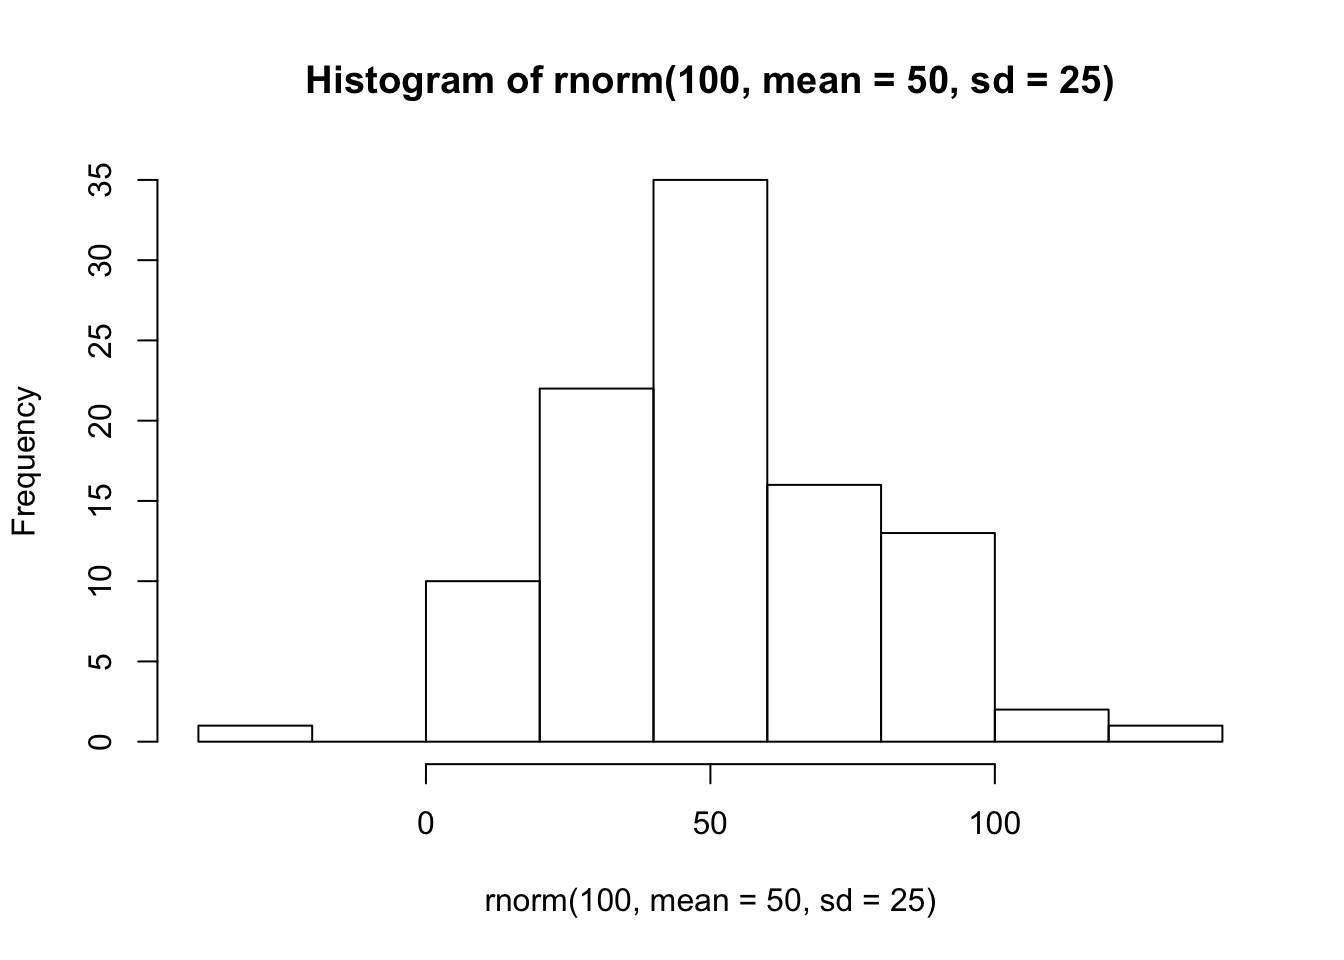 Histogram of rnorm(100, mean = 50, sd = 25)
35
30
25
20
15
10
5
0
Frequency
0 50 100
rnorm(100, mean = 50, sd = 25)